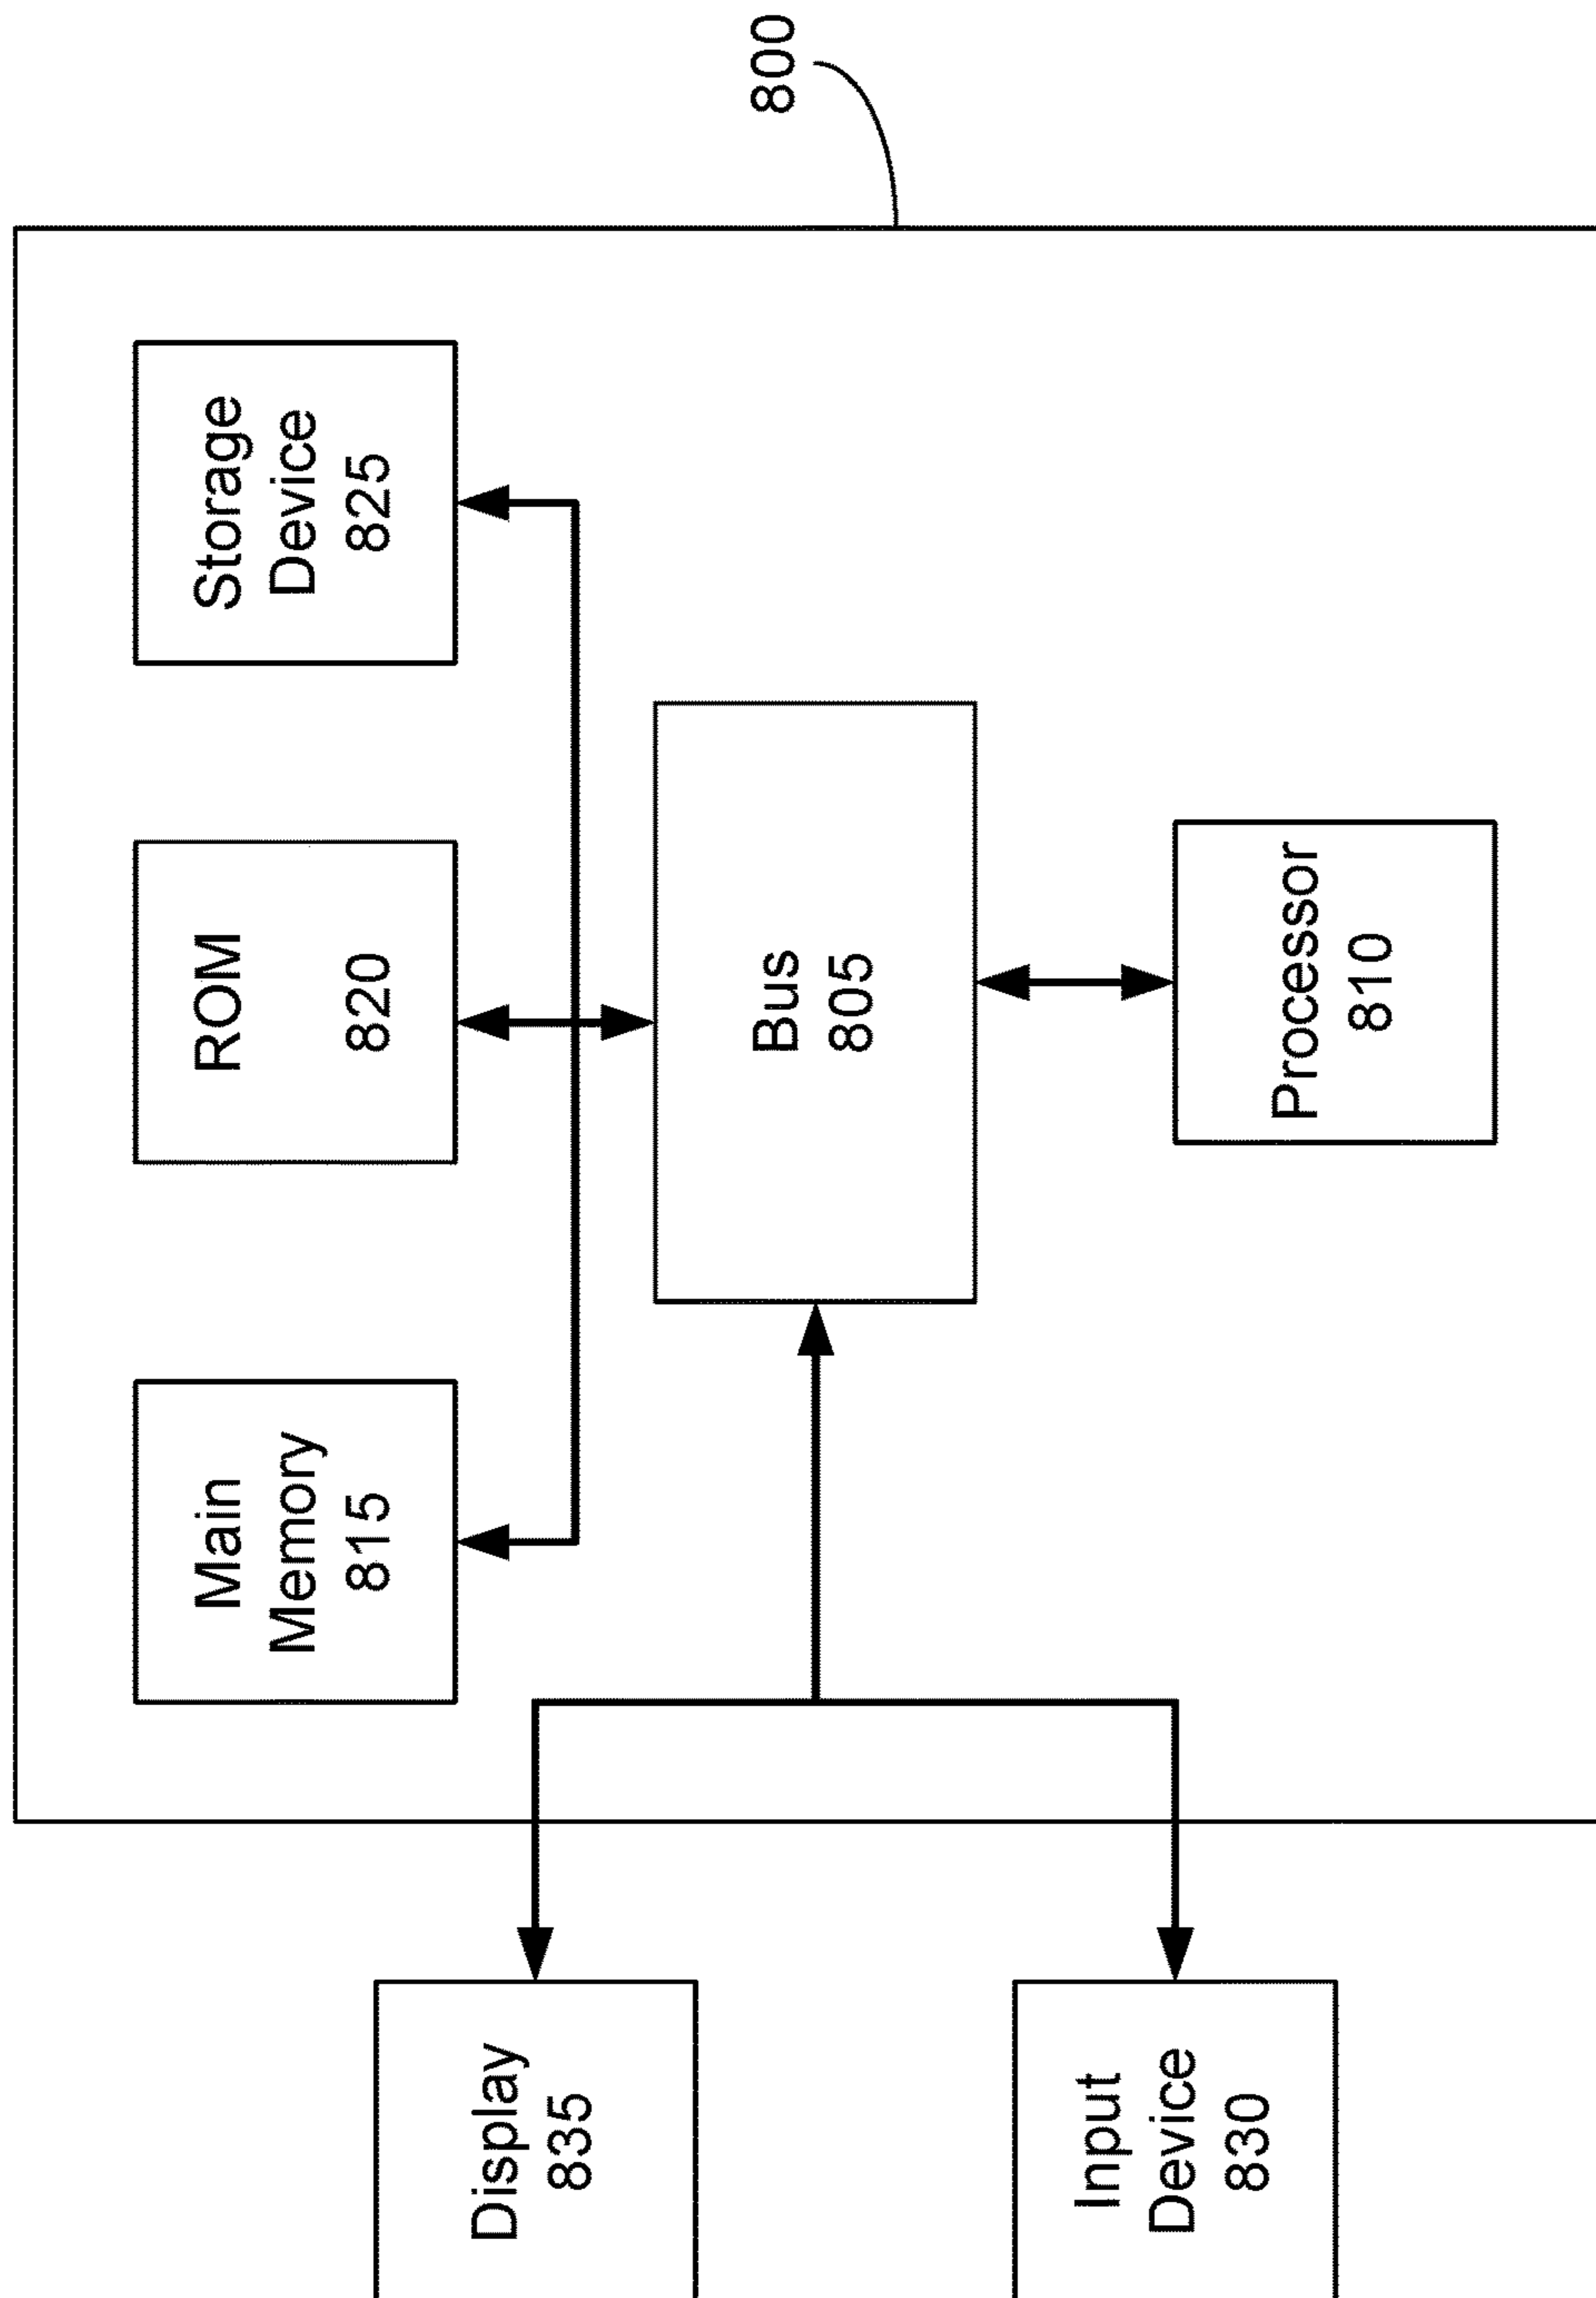 800
Main
Memory
815
ROM
820
Storage
Device
825
Display
835
Bus
805
Input
Device
830
Processor
810